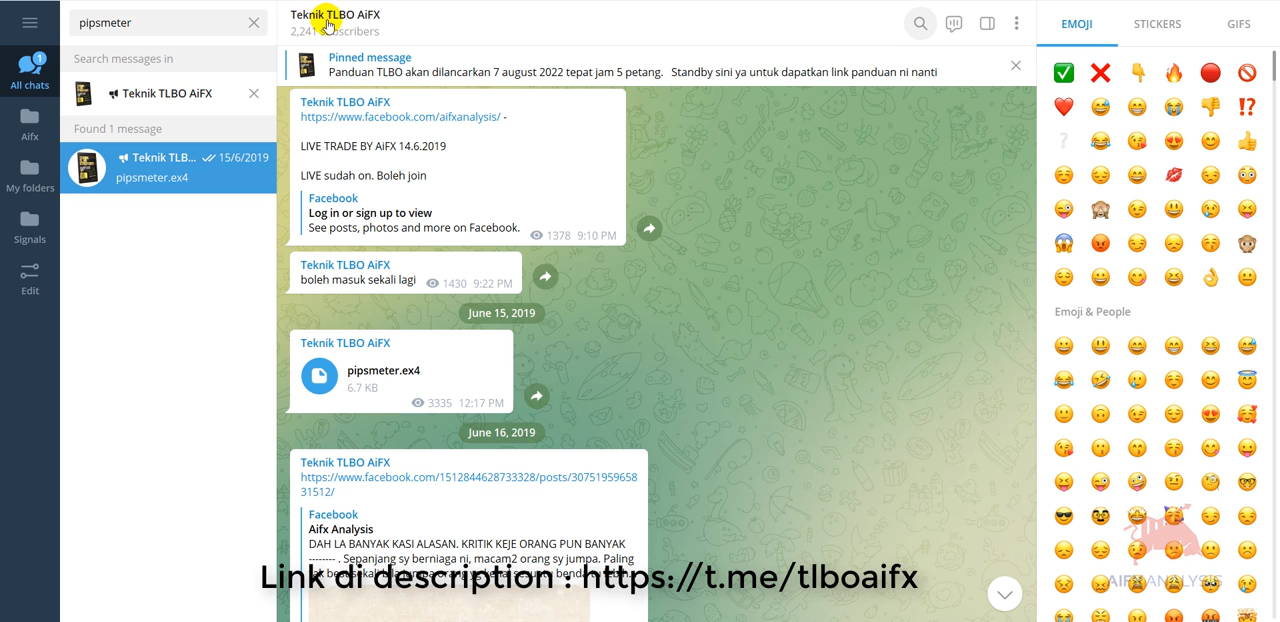 pipsmeter
Search messages in
Teknik TLBO AiFX
Found 1 message
Teknik TLB... 15/6/2019
pipsmeter.ex4
1
All chats
Aifx
My folders
Signals
Edit
Teknik TLBO AiFX
2,241 subscribers
Pinned message
Panduan TLBO akan dilancarkan 7 august 2022 tepat jam 5 petang. Standby sini ya untuk dapatkan link panduan ni nanti
Teknik TLBO AiFX
https://www.facebook.com/aifxanalysis/ -
LIVE TRADE BY AiFX 14.6.2019
LIVE sudah on. Boleh join
Facebook
Log in or sign up to view
See posts, photos and more on Facebook.
1378 9:10 PM
Teknik TLBO AiFX
boleh masuk sekali lagi
1430 9:22 PM
June 15, 2019
Teknik TLBO AiFX
pipsmeter.ex4
6.7 KB
3335 12:17 PM
June 16, 2019
Teknik TLBO AiFX
https://www.facebook.com/1512844628733328/posts/30751959658
31512/
Facebook
Aifx Analysis
DAH LA BANYAK KASI ALASAN. KRITIK KEJE ORANG PUN BANYAK
-------- . Sepanjang sy berniaga ni, macam2 orang sy jumpa. Paling
Link di description : https://t.me/tlboaifx
EMOJI
STICKERS
GIFS
Emoji & People
AIFXANALYSIS